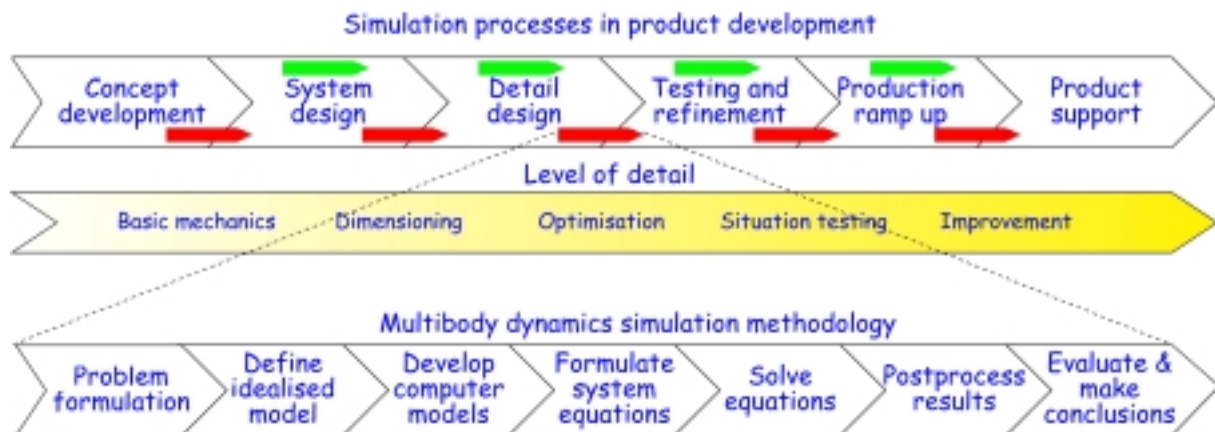 Simulation processes in product development
Concept
development
System
design
Detail
design
Testing and
refinement
Production
ramp up
Product
support
Level of detail
Basic mechanics
Dimensioning
Optimisation
Situation testing
Improvement
Multibody dynamics simulation methodology
Problem
formulation
Define
idealised
model
Develop
computer
models
Formulate
system
equations
Solve
equations
Postprocess
results
Evaluate &
make
conclusions